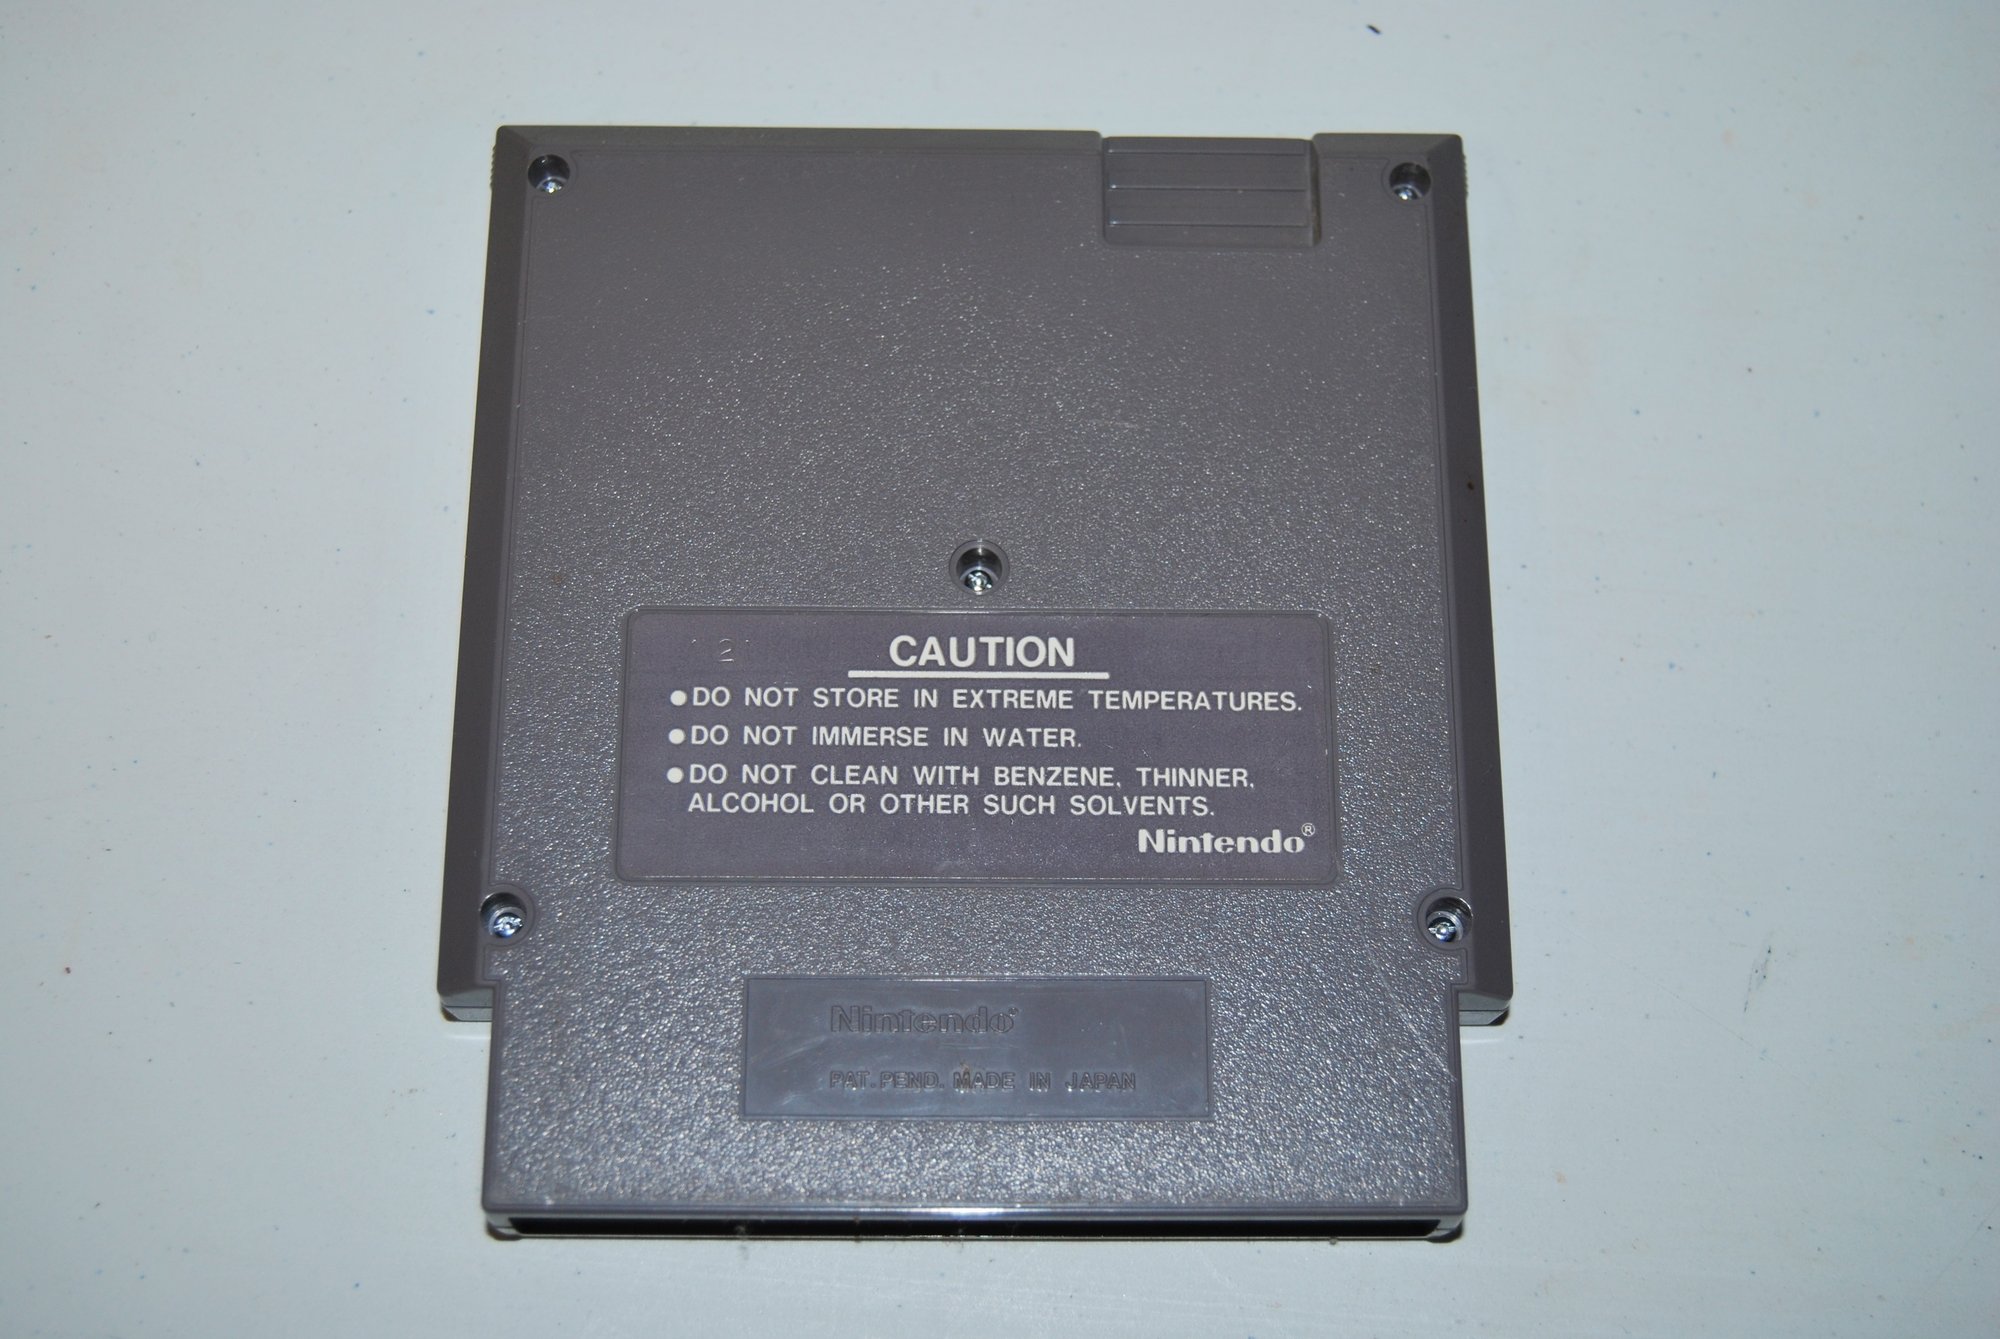 2
CAUTION
●DO NOT STORE IN EXTREME TEMPERATURES.
●DO NOT IMMERSE IN WATER.
●DO NOT CLEAN WITH BENZENE, THINNER,
ALCOHOL OR OTHER SUCH SOLVENTS.
Nintendo®
Nintendo®
PAT. PEND. MADE IN JAPAN